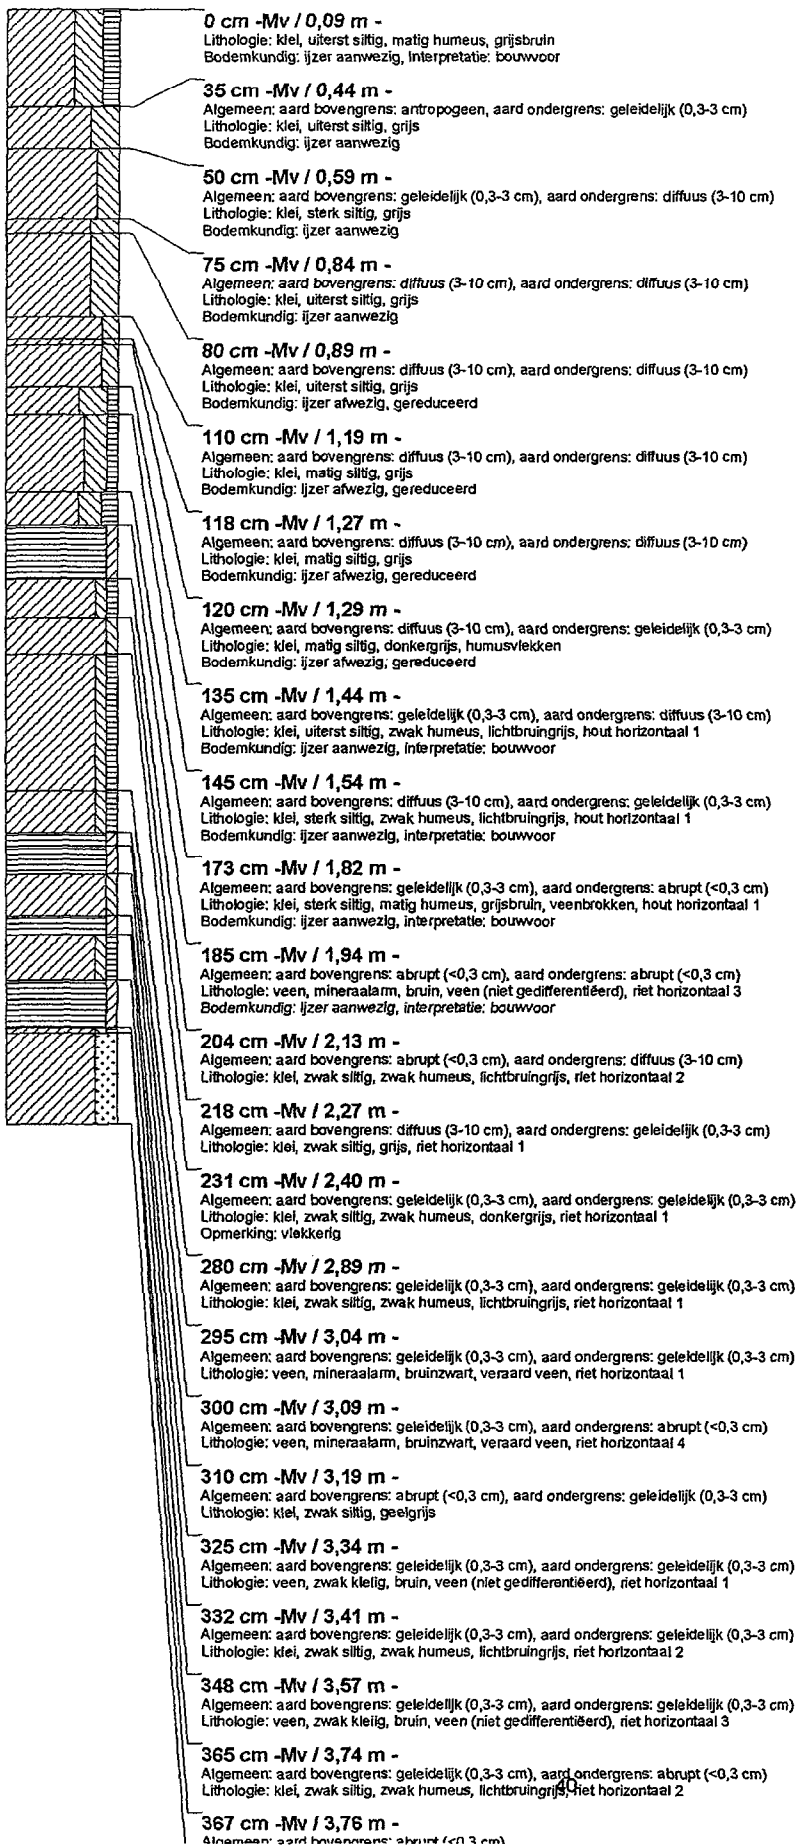 0 cm -Mv / 0,09 m -
Lithologie: klei, uiterst siltig, matig humeus, grijsbruin
Bodemkundig: ijzer aanwezig, interpretatie: bouwvoor
35 cm -Mv / 0,44 m -
Algemeen: aard bovengrens: antropogeen, aard ondergrens: geleidelijk (0,3-3 cm)
Lithologie: klei, uiterst siltig, grijs
Bodemkundig: ijzer aanwezig
50 cm -Mv / 0,59 m -
Algemeen: aard bovengrens: geleidelijk (0,3-3 cm), aard ondergrens: diffuus (3-10 cm)
Lithologie: klei, sterk siltig, grijs
Bodemkundig: ijzer aanwezig
75 cm -Mv / 0,84 m -
Algemeen: aard bovengrens: diffuus (3-10 cm), aard ondergrens: diffuus (3-10 cm)
Lithologie: klei, uiterst siltig, grijs
Bodemkundig: ijzer aanwezig
80 cm -Mv / 0,89 m -
Algemeen: aard bovengrens: diffuus (3-10 cm), aard ondergrens: diffuus (3-10 cm)
Lithologie: klei, uiterst siltig, grijs
Bodemkundig: ijzer afwezig, gereduceerd
110 cm -Mv / 1,19 m -
Algemeen: aard bovengrens: diffuus (3-10 cm), aard ondergrens: diffuus (3-10 cm)
Lithologie: klei, matig siltig, grijs
Bodemkundig: ijzer afwezig, gereduceerd
118 cm -Mv / 1,27 m -
Algemeen: aard bovengrens: diffuus (3-10 cm), aard ondergrens: diffuus (3-10 cm)
Lithologie: klei, matig siltig, grijs
Bodemkundig: ijzer afwezig, gereduceerd
120 cm -Mv / 1,29 m -
Algemeen: aard bovengrens: diffuus (3-10 cm), aard ondergrens: geleidelijk (0,3-3 cm)
Lithologie: klei, matig siltig, donkergrijs, humusvlekken
Bodemkundig: ijzer afwezig, gereduceerd
135 cm -Mv / 1,44 m -
Algemeen: aard bovengrens: geleidelijk (0,3-3 cm), aard ondergrens: diffuus (3-10 cm)
Lithologie: klei, uiterst siltig, zwak humeus, lichtbruingrijs, hout horizontaal 1
Bodemkundig: ijzer aanwezig, interpretatie: bouwvoor
145 cm -Mv / 1,54 m -
Algemeen: aard bovengrens: diffuus (3-10 cm), aard ondergrens: geleidelijk (0,3-3 cm)
Lithologie: klei, sterk siltig, zwak humeus, lichtbruingrijs, hout horizontaal 1
Bodemkundig: ijzer aanwezig, interpretatie: bouwvoor
173 cm -Mv / 1,82 m -
Algemeen: aard bovengrens: geleidelijk (0,3-3 cm), aard ondergrens: abrupt (<0,3 cm)
Lithologie: klei, sterk siltig, matig humeus, grijsbruin, veenbrokken, hout horizontaal 1
Bodemkundig: ijzer aanwezig, interpretatie: bouwvoor
185 cm -Mv / 1,94 m -
Algemeen: aard bovengrens: abrupt (<0,3 cm), aard ondergrens: abrupt (<0,3 cm)
Lithologie: veen, mineraalarm, bruin, veen (niet gedifferentiëerd), riet horizontaal 3
Bodemkundig: ijzer aanwezig, interpretatie: bouwvoor
204 cm -Mv / 2,13 m -
Algemeen: aard bovengrens: abrupt (<0,3 cm), aard ondergrens: diffuus (3-10 cm)
Lithologie: klei, zwak siltig, zwak humeus, lichtbruingrijs, riet horizontaal 2
218 cm -Mv / 2,27 m -
Algemeen: aard bovengrens: diffuus (3-10 cm), aard ondergrens: geleidelijk (0,3-3 cm)
Lithologie: klei, zwak siltig, grijs, riet horizontaal 1
231 cm -Mv / 2,40 m -
Algemeen: aard bovengrens: geleidelijk (0,3-3 cm), aard ondergrens: geleidelijk (0,3-3 cm)
Lithologie: klei, zwak siltig, zwak humeus, donkergrijs, riet horizontaal 1
Opmerking: vlekkerig
280 cm -Mv / 2,89 m -
Algemeen: aard bovengrens: geleidelijk (0,3-3 cm), aard ondergrens: geleidelijk (0,3-3 cm)
Lithologie: klei, zwak siltig, zwak humeus, lichtbruingrijs, riet horizontaal 1
295 cm -Mv / 3,04 m -
Algemeen: aard bovengrens: geleidelijk (0,3-3 cm), aard ondergrens: geleidelijk (0,3-3 cm)
Lithologie: veen, mineraalarm, bruinzwart, veraard veen, riet horizontaal 1
300 cm -Mv / 3,09 m -
Algemeen: aard bovengrens: geleidelijk (0,3-3 cm), aard ondergrens: abrupt (<0,3 cm)
Lithologie: veen, mineraalarm, bruinzwart, veraard veen, riet horizontaal 4
310 cm -Mv / 3,19 m -
Algemeen: aard bovengrens: abrupt (<0,3 cm), aard ondergrens: geleidelijk (0,3-3 cm)
Lithologie: klei, zwak siltig, geelgrijs
325 cm -Mv / 3,34 m -
Algemeen: aard bovengrens: geleidelijk (0,3-3 cm), aard ondergrens: geleidelijk (0,3-3 cm)
Lithologie: veen, zwak kleiig, bruin, veen (niet gedifferentiëerd), riet horizontaal 1
332 cm -Mv / 3,41 m -
Algemeen: aard bovengrens: geleidelijk (0,3-3 cm), aard ondergrens: geleidelijk (0,3-3 cm)
Lithologie: klei, zwak siltig, zwak humeus, lichtbruingrijs, riet horizontaal 2
348 cm -Mv / 3,57 m -
Algemeen: aard bovengrens: geleidelijk (0,3-3 cm), aard ondergrens: geleidelijk (0,3-3 cm)
Lithologie: veen, zwak kleiig, bruin, veen (niet gedifferentiëerd), riet horizontaal 3
365 cm -Mv / 3,74 m -
Algemeen: aard bovengrens: geleidelijk (0,3-3 cm), aard ondergrens: abrupt (<0,3 cm)
Lithologie: klei, zwak siltig, zwak humeus, lichtbruingrijs, riet horizontaal 2
40
367 cm -Mv / 3,76 m -
Algemeen: aard bovengrens: abrupt (<0,3 cm)